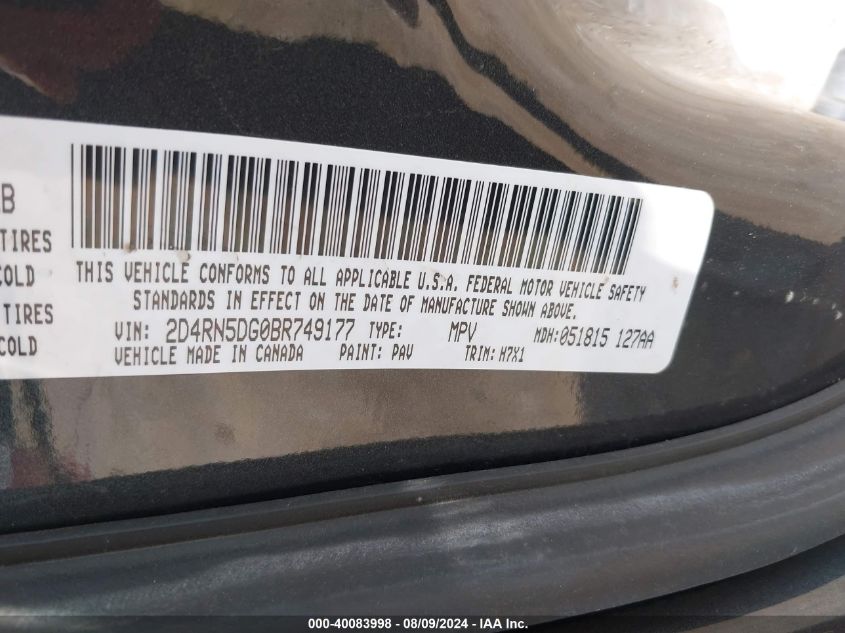 B
TIRES
COLD
TIRES
COLD
THIS VEHICLE CONFORMS TO ALL APPLICABLE U.S.A. FEDERAL MOTOR VEHICLE SAFETY
STANDARDS IN EFFECT ON THE DATE OF MANUFACTURE SHOWN ABOVE.
VIN: 2D4RN5DG0BR749177 TYPE: MPV MDH:051815 127AA
VEHICLE MADE IN CANADA PAINT: PAV TRIM: H7X1
000-40083998 - 08/09/2024 - IAA Inc.